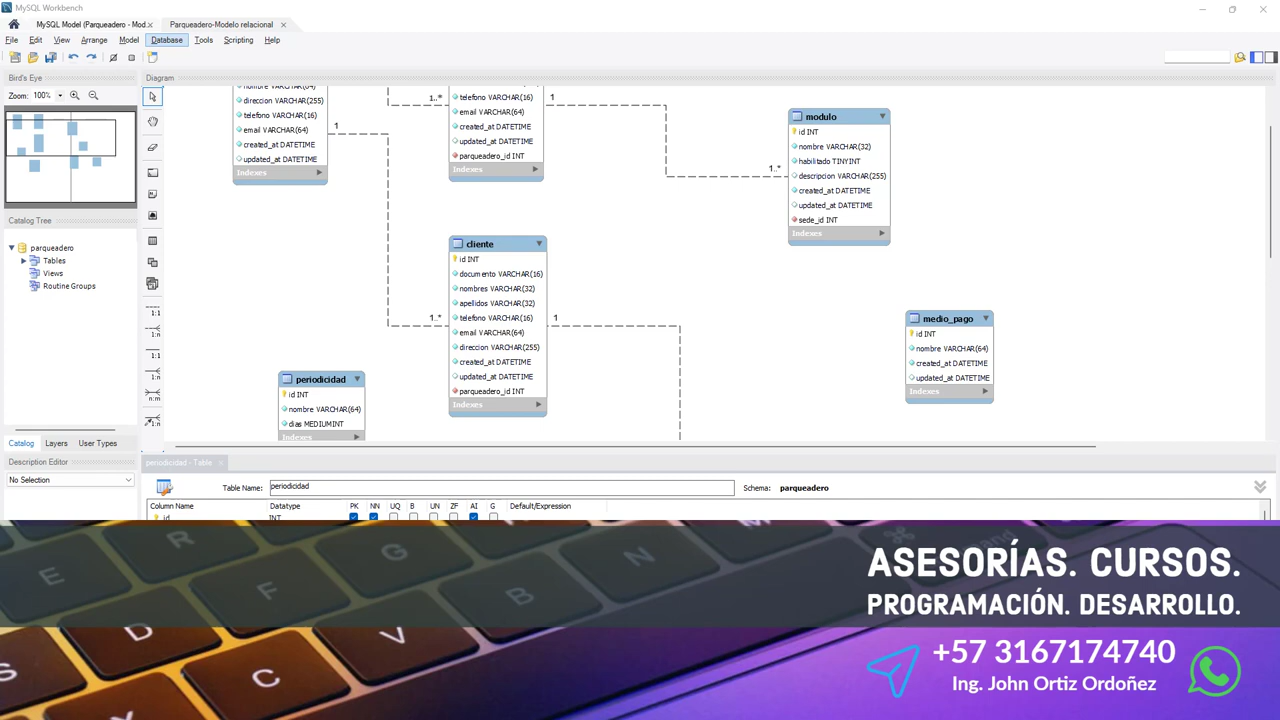 MySQL Workbench
MySQL Model (Parqueadero - Mod...
Parqueadero-Modelo relacional
File Edit View Arrange Model Database Tools Scripting Help
Bird's Eye
Zoom: 100%
Catalog Tree
parqueadero
Tables
Views
Routine Groups
Catalog Layers User Types
Description Editor
No Selection
Diagram
1:1
1:n
1:1
1:n
n:m
1:n
direccion VARCHAR(255)
telefono VARCHAR(16)
email VARCHAR(64)
created_at DATETIME
updated_at DATETIME
Indexes
1
1..*
telefono VARCHAR(16)
email VARCHAR(64)
created_at DATETIME
updated_at DATETIME
parqueadero_id INT
Indexes
1
1..*
modulo
id INT
nombre VARCHAR(32)
habilitado TINYINT
descripcion VARCHAR(255)
created_at DATETIME
updated_at DATETIME
sede_id INT
Indexes
cliente
id INT
documento VARCHAR(16)
nombres VARCHAR(32)
apellidos VARCHAR(32)
telefono VARCHAR(16)
email VARCHAR(64)
direccion VARCHAR(255)
created_at DATETIME
updated_at DATETIME
parqueadero_id INT
Indexes
1..*
1
medio_pago
id INT
nombre VARCHAR(64)
created_at DATETIME
updated_at DATETIME
Indexes
periodicidad
id INT
nombre VARCHAR(64)
dias MEDIUMINT
Indexes
periodicidad - Table
Table Name: periodicidad Schema: parqueadero
Column Name Datatype PK NN UQ B UN ZF AI G Default/Expression
id INT
ASESORÍAS. CURSOS.
PROGRAMACIÓN. DESARROLLO.
+57 3167174740
Ing. John Ortiz Ordoñez